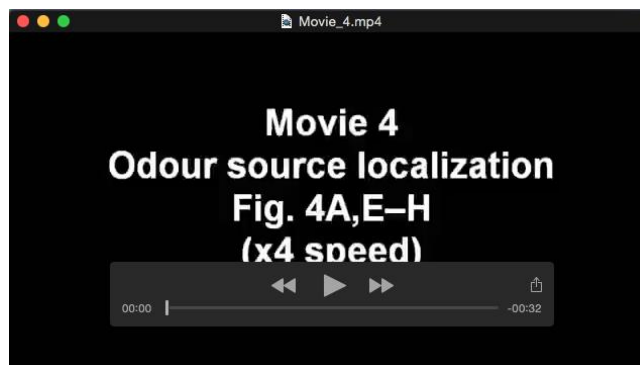 Movie_4.mp4
Movie 4
Odour source localization
Fig. 4A,E–H
(x4 speed)
00:00 -00:32